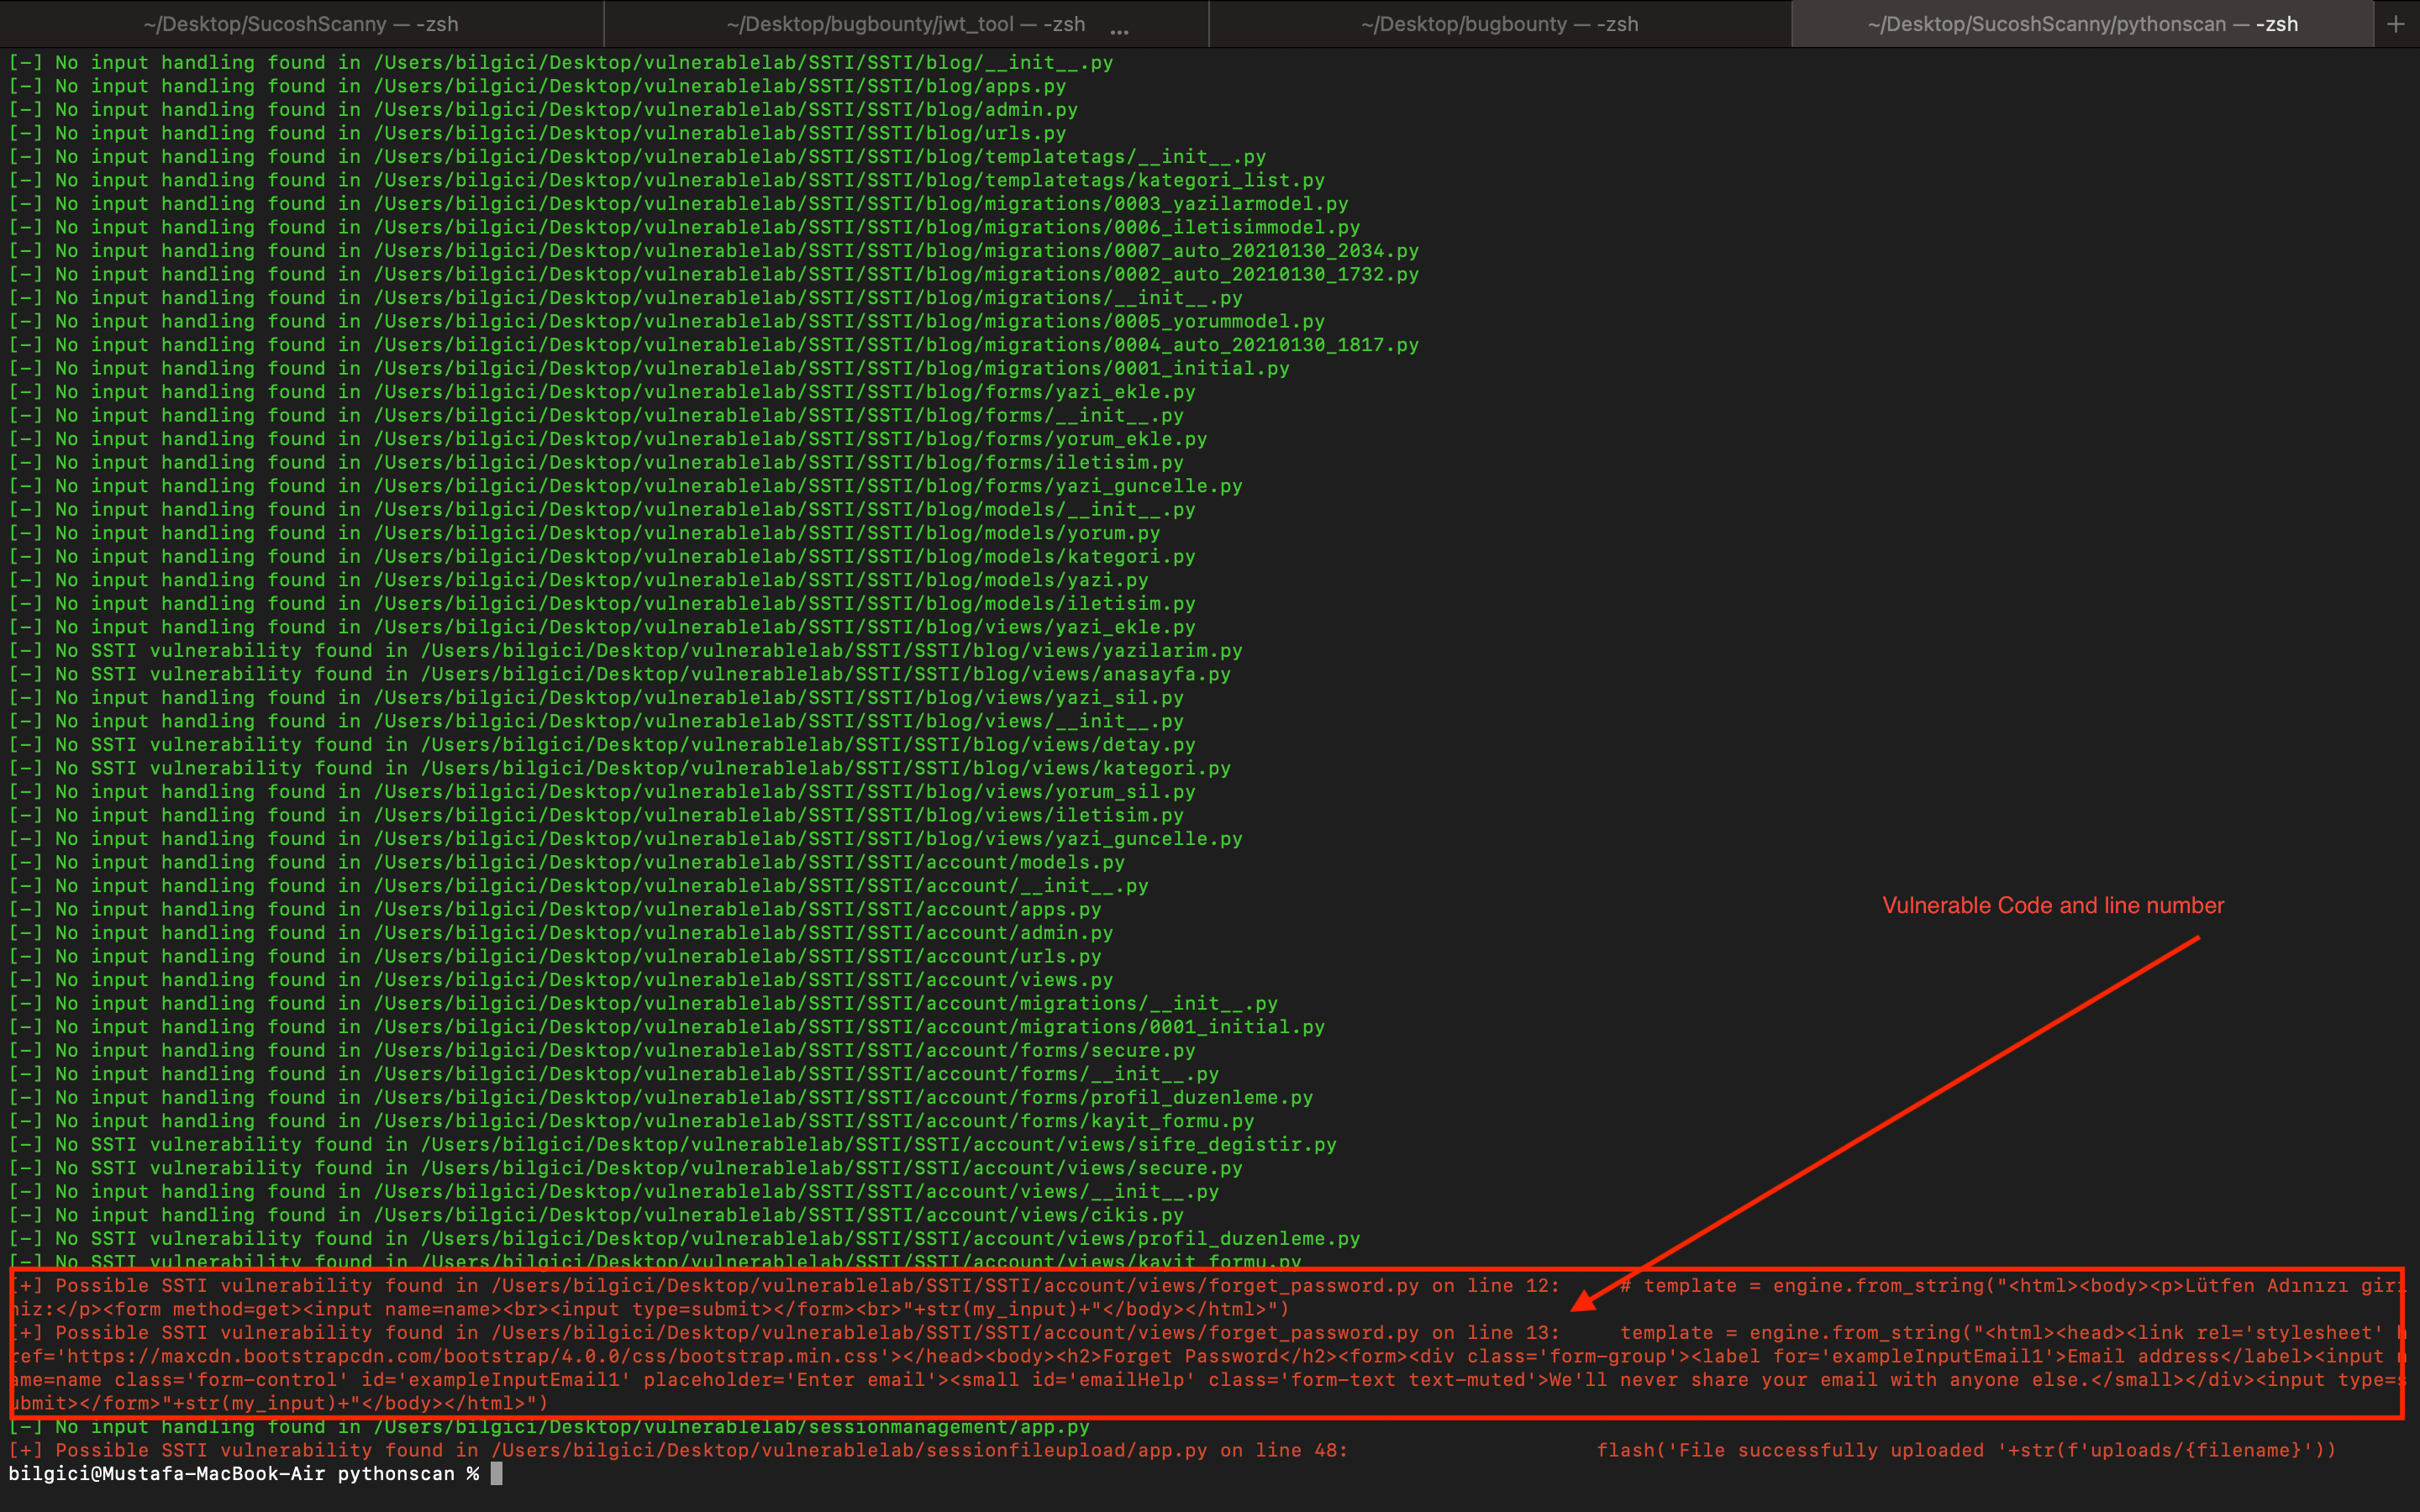 ~/Desktop/SucoshScanny — -zsh
~/Desktop/bugbounty/jwt_tool — -zsh ...
~/Desktop/bugbounty — -zsh
~/Desktop/SucoshScanny/pythonscan — -zsh +
[-] No input handling found in /Users/bilgici/Desktop/vulnerablelab/SSTI/SSTI/blog/__init__.py
[-] No input handling found in /Users/bilgici/Desktop/vulnerablelab/SSTI/SSTI/blog/apps.py
[-] No input handling found in /Users/bilgici/Desktop/vulnerablelab/SSTI/SSTI/blog/admin.py
[-] No input handling found in /Users/bilgici/Desktop/vulnerablelab/SSTI/SSTI/blog/urls.py
[-] No input handling found in /Users/bilgici/Desktop/vulnerablelab/SSTI/SSTI/blog/templatetags/__init__.py
[-] No input handling found in /Users/bilgici/Desktop/vulnerablelab/SSTI/SSTI/blog/templatetags/kategori_list.py
[-] No input handling found in /Users/bilgici/Desktop/vulnerablelab/SSTI/SSTI/blog/migrations/0003_yazilarmodel.py
[-] No input handling found in /Users/bilgici/Desktop/vulnerablelab/SSTI/SSTI/blog/migrations/0006_iletisimmodel.py
[-] No input handling found in /Users/bilgici/Desktop/vulnerablelab/SSTI/SSTI/blog/migrations/0007_auto_20210130_2034.py
[-] No input handling found in /Users/bilgici/Desktop/vulnerablelab/SSTI/SSTI/blog/migrations/0002_auto_20210130_1732.py
[-] No input handling found in /Users/bilgici/Desktop/vulnerablelab/SSTI/SSTI/blog/migrations/__init__.py
[-] No input handling found in /Users/bilgici/Desktop/vulnerablelab/SSTI/SSTI/blog/migrations/0005_yorummodel.py
[-] No input handling found in /Users/bilgici/Desktop/vulnerablelab/SSTI/SSTI/blog/migrations/0004_auto_20210130_1817.py
[-] No input handling found in /Users/bilgici/Desktop/vulnerablelab/SSTI/SSTI/blog/migrations/0001_initial.py
[-] No input handling found in /Users/bilgici/Desktop/vulnerablelab/SSTI/SSTI/blog/forms/yazi_ekle.py
[-] No input handling found in /Users/bilgici/Desktop/vulnerablelab/SSTI/SSTI/blog/forms/__init__.py
[-] No input handling found in /Users/bilgici/Desktop/vulnerablelab/SSTI/SSTI/blog/forms/yorum_ekle.py
[-] No input handling found in /Users/bilgici/Desktop/vulnerablelab/SSTI/SSTI/blog/forms/iletisim.py
[-] No input handling found in /Users/bilgici/Desktop/vulnerablelab/SSTI/SSTI/blog/forms/yazi_guncelle.py
[-] No input handling found in /Users/bilgici/Desktop/vulnerablelab/SSTI/SSTI/blog/models/__init__.py
[-] No input handling found in /Users/bilgici/Desktop/vulnerablelab/SSTI/SSTI/blog/models/yorum.py
[-] No input handling found in /Users/bilgici/Desktop/vulnerablelab/SSTI/SSTI/blog/models/kategori.py
[-] No input handling found in /Users/bilgici/Desktop/vulnerablelab/SSTI/SSTI/blog/models/yazi.py
[-] No input handling found in /Users/bilgici/Desktop/vulnerablelab/SSTI/SSTI/blog/models/iletisim.py
[-] No input handling found in /Users/bilgici/Desktop/vulnerablelab/SSTI/SSTI/blog/views/yazi_ekle.py
[-] No SSTI vulnerability found in /Users/bilgici/Desktop/vulnerablelab/SSTI/SSTI/blog/views/yazilarim.py
[-] No SSTI vulnerability found in /Users/bilgici/Desktop/vulnerablelab/SSTI/SSTI/blog/views/anasayfa.py
[-] No input handling found in /Users/bilgici/Desktop/vulnerablelab/SSTI/SSTI/blog/views/yazi_sil.py
[-] No input handling found in /Users/bilgici/Desktop/vulnerablelab/SSTI/SSTI/blog/views/__init__.py
[-] No SSTI vulnerability found in /Users/bilgici/Desktop/vulnerablelab/SSTI/SSTI/blog/views/detay.py
[-] No SSTI vulnerability found in /Users/bilgici/Desktop/vulnerablelab/SSTI/SSTI/blog/views/kategori.py
[-] No input handling found in /Users/bilgici/Desktop/vulnerablelab/SSTI/SSTI/blog/views/yorum_sil.py
[-] No input handling found in /Users/bilgici/Desktop/vulnerablelab/SSTI/SSTI/blog/views/iletisim.py
[-] No input handling found in /Users/bilgici/Desktop/vulnerablelab/SSTI/SSTI/blog/views/yazi_guncelle.py
[-] No input handling found in /Users/bilgici/Desktop/vulnerablelab/SSTI/SSTI/account/models.py
[-] No input handling found in /Users/bilgici/Desktop/vulnerablelab/SSTI/SSTI/account/__init__.py
[-] No input handling found in /Users/bilgici/Desktop/vulnerablelab/SSTI/SSTI/account/apps.py
Vulnerable Code and line number
[-] No input handling found in /Users/bilgici/Desktop/vulnerablelab/SSTI/SSTI/account/admin.py
[-] No input handling found in /Users/bilgici/Desktop/vulnerablelab/SSTI/SSTI/account/urls.py
[-] No input handling found in /Users/bilgici/Desktop/vulnerablelab/SSTI/SSTI/account/views.py
[-] No input handling found in /Users/bilgici/Desktop/vulnerablelab/SSTI/SSTI/account/migrations/__init__.py
[-] No input handling found in /Users/bilgici/Desktop/vulnerablelab/SSTI/SSTI/account/migrations/0001_initial.py
[-] No input handling found in /Users/bilgici/Desktop/vulnerablelab/SSTI/SSTI/account/forms/secure.py
[-] No input handling found in /Users/bilgici/Desktop/vulnerablelab/SSTI/SSTI/account/forms/__init__.py
[-] No input handling found in /Users/bilgici/Desktop/vulnerablelab/SSTI/SSTI/account/forms/profil_duzenleme.py
[-] No input handling found in /Users/bilgici/Desktop/vulnerablelab/SSTI/SSTI/account/forms/kayit_formu.py
[-] No SSTI vulnerability found in /Users/bilgici/Desktop/vulnerablelab/SSTI/SSTI/account/views/sifre_degistir.py
[-] No SSTI vulnerability found in /Users/bilgici/Desktop/vulnerablelab/SSTI/SSTI/account/views/secure.py
[-] No input handling found in /Users/bilgici/Desktop/vulnerablelab/SSTI/SSTI/account/views/__init__.py
[-] No input handling found in /Users/bilgici/Desktop/vulnerablelab/SSTI/SSTI/account/views/cikis.py
[-] No SSTI vulnerability found in /Users/bilgici/Desktop/vulnerablelab/SSTI/SSTI/account/views/profil_duzenleme.py
[-] No SSTI vulnerability found in /Users/bilgici/Desktop/vulnerablelab/SSTI/SSTI/account/views/kayit_formu.py
[+] Possible SSTI vulnerability found in /Users/bilgici/Desktop/vulnerablelab/SSTI/SSTI/account/views/forget_password.py on line 12: # template = engine.from_string("<html><body><p>Lütfen Adınızı giri
niz:</p><form method=get><input name=name><br><input type=submit></form><br>"+str(my_input)+"</body></html>")
[+] Possible SSTI vulnerability found in /Users/bilgici/Desktop/vulnerablelab/SSTI/SSTI/account/views/forget_password.py on line 13: template = engine.from_string("<html><head><link rel='stylesheet' h
ref='https://maxcdn.bootstrapcdn.com/bootstrap/4.0.0/css/bootstrap.min.css'></head><body><h2>Forget Password</h2><form><div class='form-group'><label for='exampleInputEmail1'>Email address</label><input n
ame=name class='form-control' id='exampleInputEmail1' placeholder='Enter email'><small id='emailHelp' class='form-text text-muted'>We'll never share your email with anyone else.</small></div><input type=s
ubmit></form>"+str(my_input)+"</body></html>")
[-] No input handling found in /Users/bilgici/Desktop/vulnerablelab/sessionmanagement/app.py
[+] Possible SSTI vulnerability found in /Users/bilgici/Desktop/vulnerablelab/sessionfileupload/app.py on line 48: flash('File successfully uploaded '+str(f'uploads/{filename}'))
bilgici@Mustafa-MacBook-Air pythonscan %